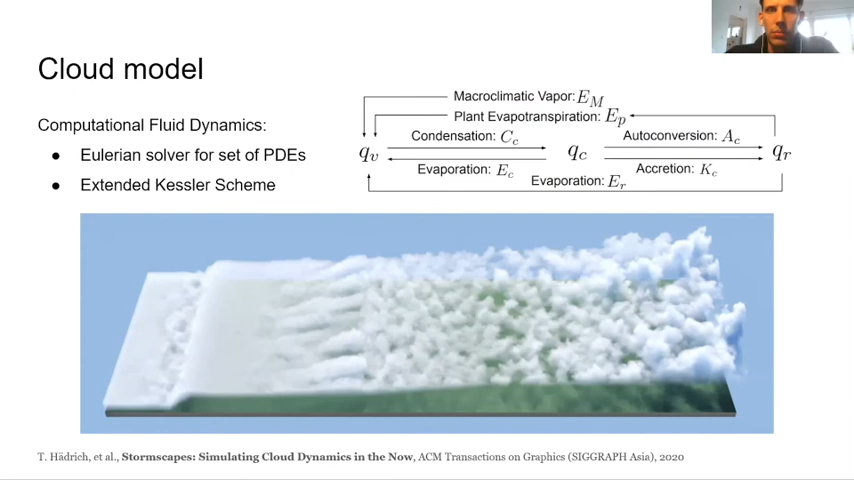 Cloud model
Computational Fluid Dynamics:
● Eulerian solver for set of PDEs
● Extended Kessler Scheme
Macroclimatic Vapor: E_M
Plant Evapotranspiration: E_p
Condensation: C_c
Autoconversion: A_c
q_v
q_c
q_r
Evaporation: E_c
Accretion: K_c
Evaporation: E_r
T. Hädrich, et al., Stormscapes: Simulating Cloud Dynamics in the Now, ACM Transactions on Graphics (SIGGRAPH Asia), 2020